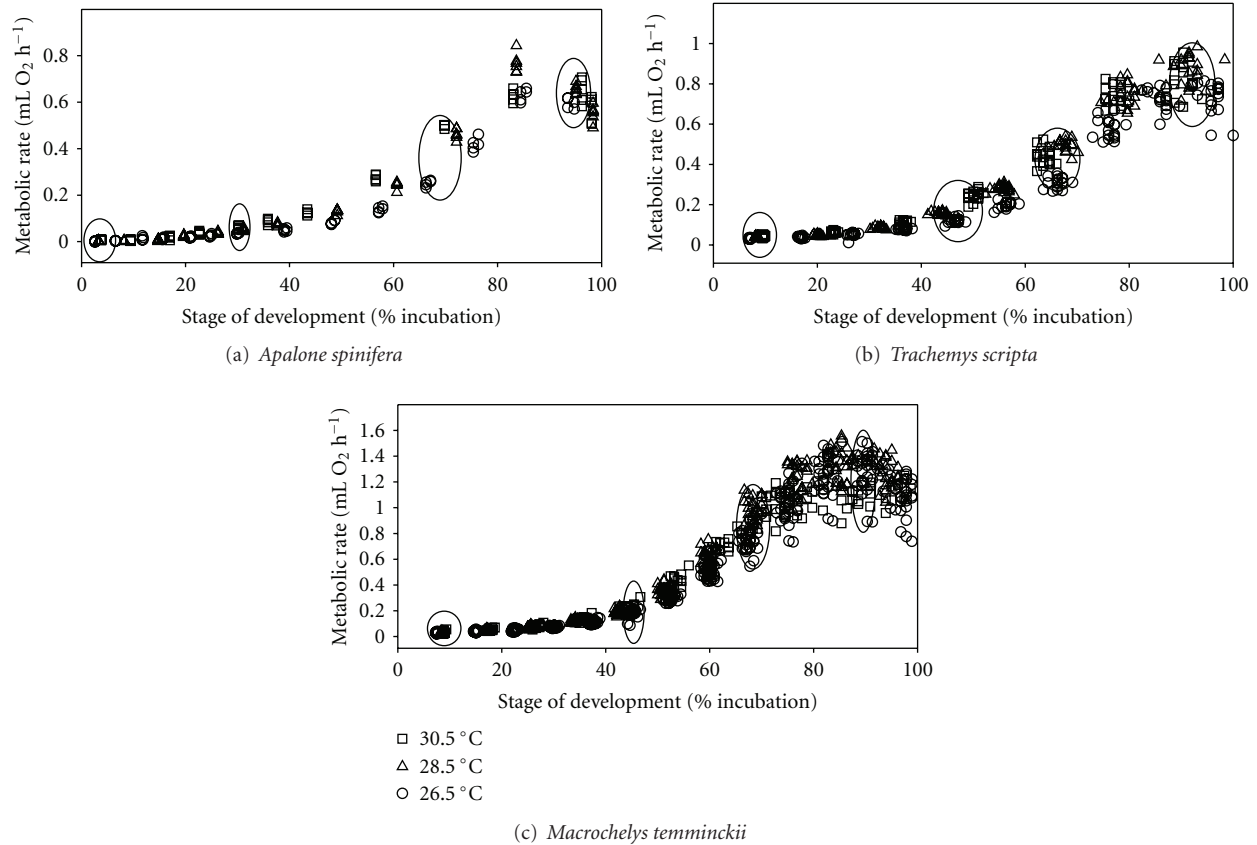 Metabolic rate (mL O₂ h⁻¹)
0.8
0.6
0.4
0.2
0
0 20 40 60 80 100
Stage of development (% incubation)
(a) Apalone spinifera
Metabolic rate (mL O₂ h⁻¹)
1
0.8
0.6
0.4
0.2
0
0 20 40 60 80 100
Stage of development (% incubation)
(b) Trachemys scripta
Metabolic rate (mL O₂ h⁻¹)
1.6
1.4
1.2
1
0.8
0.6
0.4
0.2
0
0 20 40 60 80 100
Stage of development (% incubation)
30.5 °C
28.5 °C
26.5 °C
(c) Macrochelys temminckii